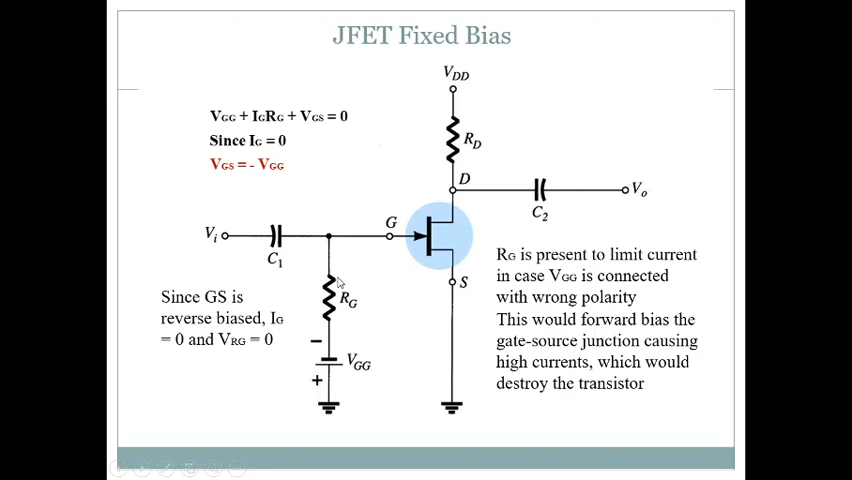 JFET Fixed Bias
VDD
VGG + IGRG + VGS = 0
Since IG = 0
VGS = - VGG
RD
D
C2
Vo
Vi
C1
G
S
RG
Since GS is
reverse biased, IG
= 0 and VRG = 0
−
VGG
+
RG is present to limit current
in case VGG is connected
with wrong polarity
This would forward bias the
gate-source junction causing
high currents, which would
destroy the transistor